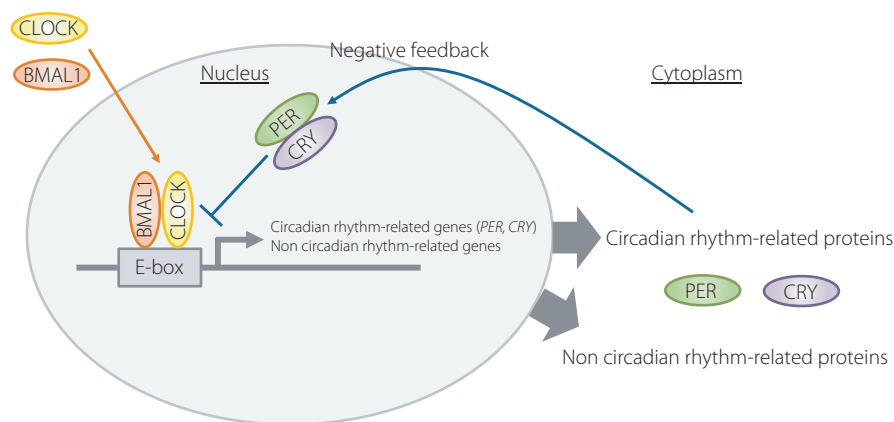 CLOCK
BMAL1
Nucleus
Negative feedback
Cytoplasm
PER
CRY
BMAL1
CLOCK
E-box
Circadian rhythm-related genes (PER, CRY)
Non circadian rhythm-related genes
Circadian rhythm-related proteins
PER
CRY
Non circadian rhythm-related proteins